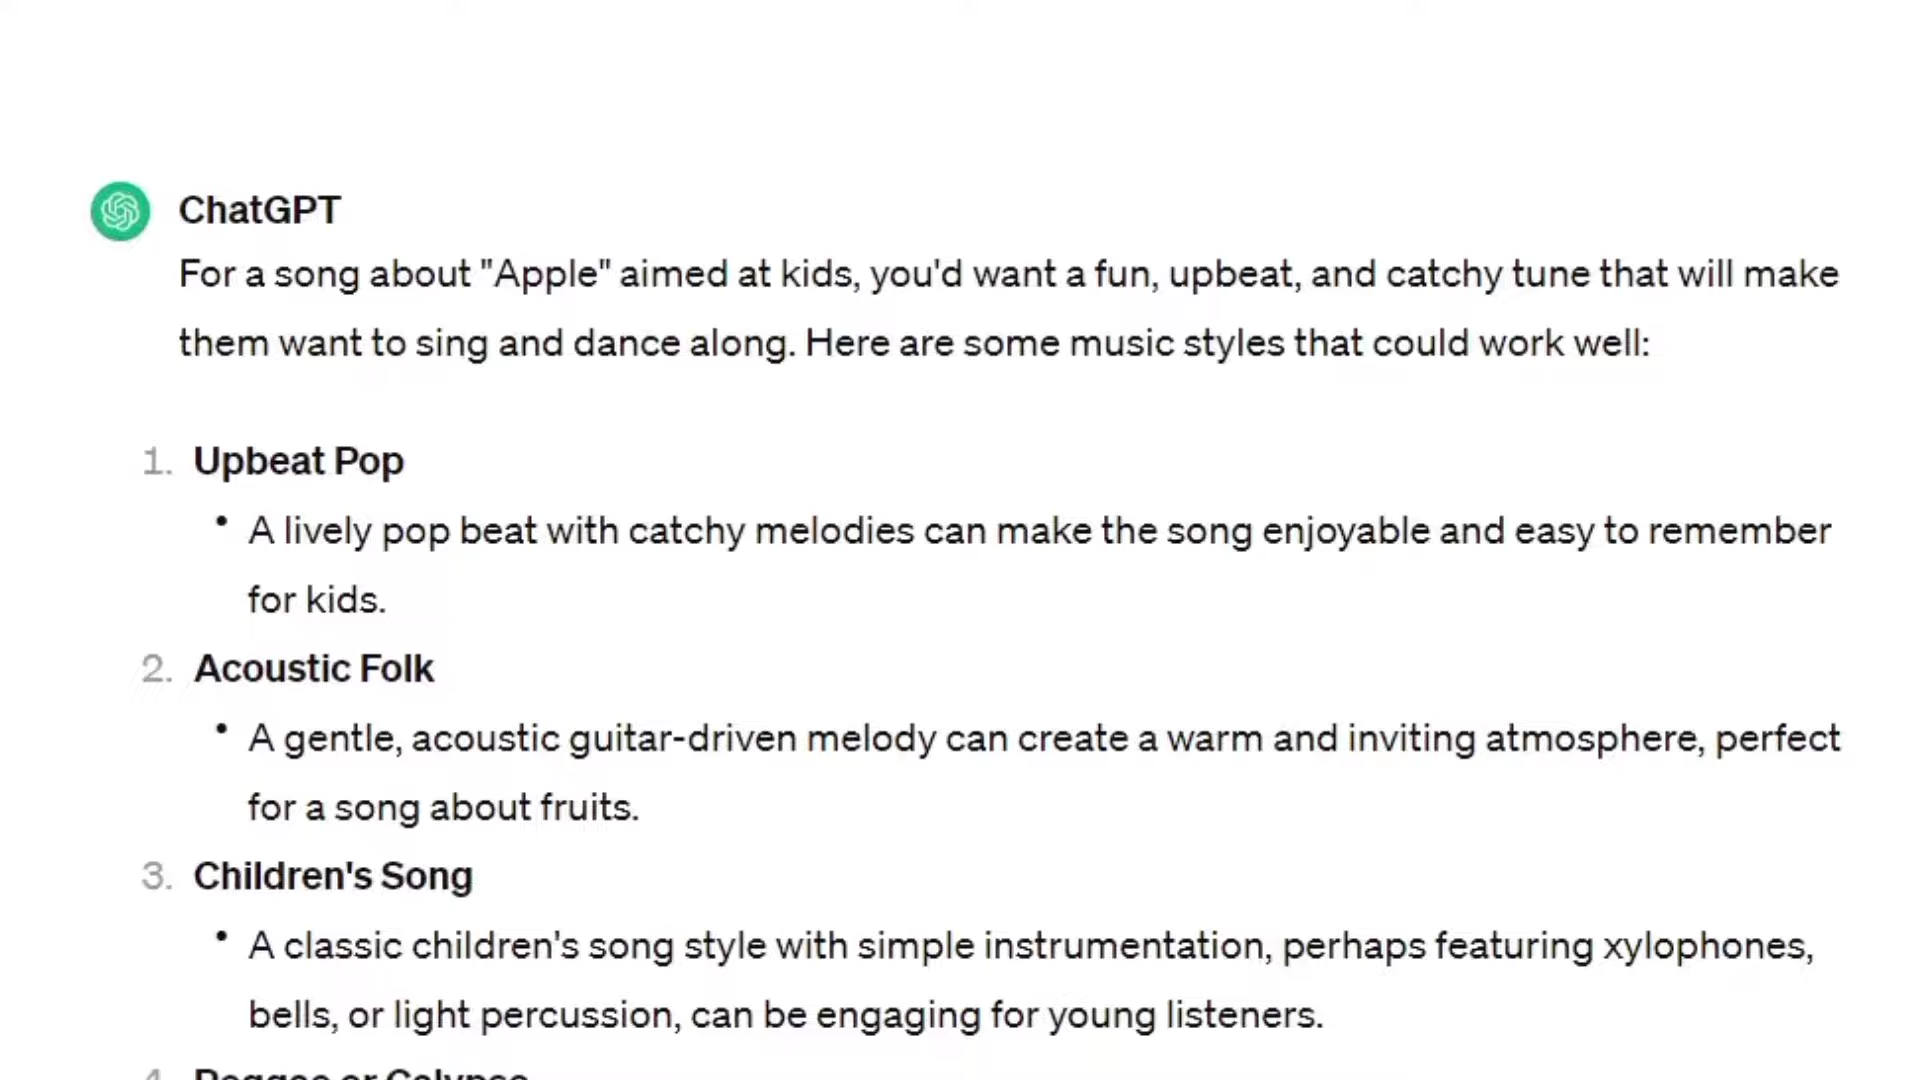 ChatGPT
For a song about "Apple" aimed at kids, you'd want a fun, upbeat, and catchy tune that will make
them want to sing and dance along. Here are some music styles that could work well:
1. Upbeat Pop
• A lively pop beat with catchy melodies can make the song enjoyable and easy to remember
for kids.
2. Acoustic Folk
• A gentle, acoustic guitar-driven melody can create a warm and inviting atmosphere, perfect
for a song about fruits.
3. Children's Song
• A classic children's song style with simple instrumentation, perhaps featuring xylophones,
bells, or light percussion, can be engaging for young listeners.
4. Reggae or Calypso